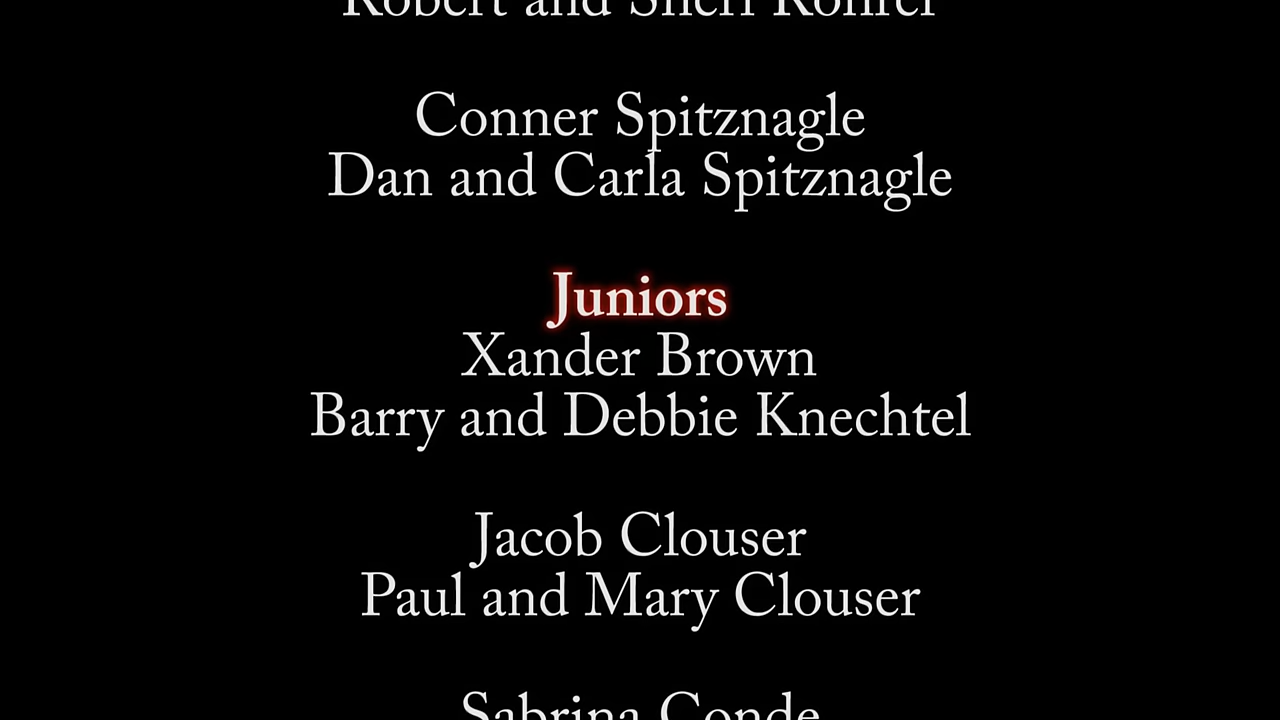 Robert and Sheri Rohrer
Conner Spitznagle
Dan and Carla Spitznagle
Juniors
Xander Brown
Barry and Debbie Knechtel
Jacob Clouser
Paul and Mary Clouser
Sabrina Conde